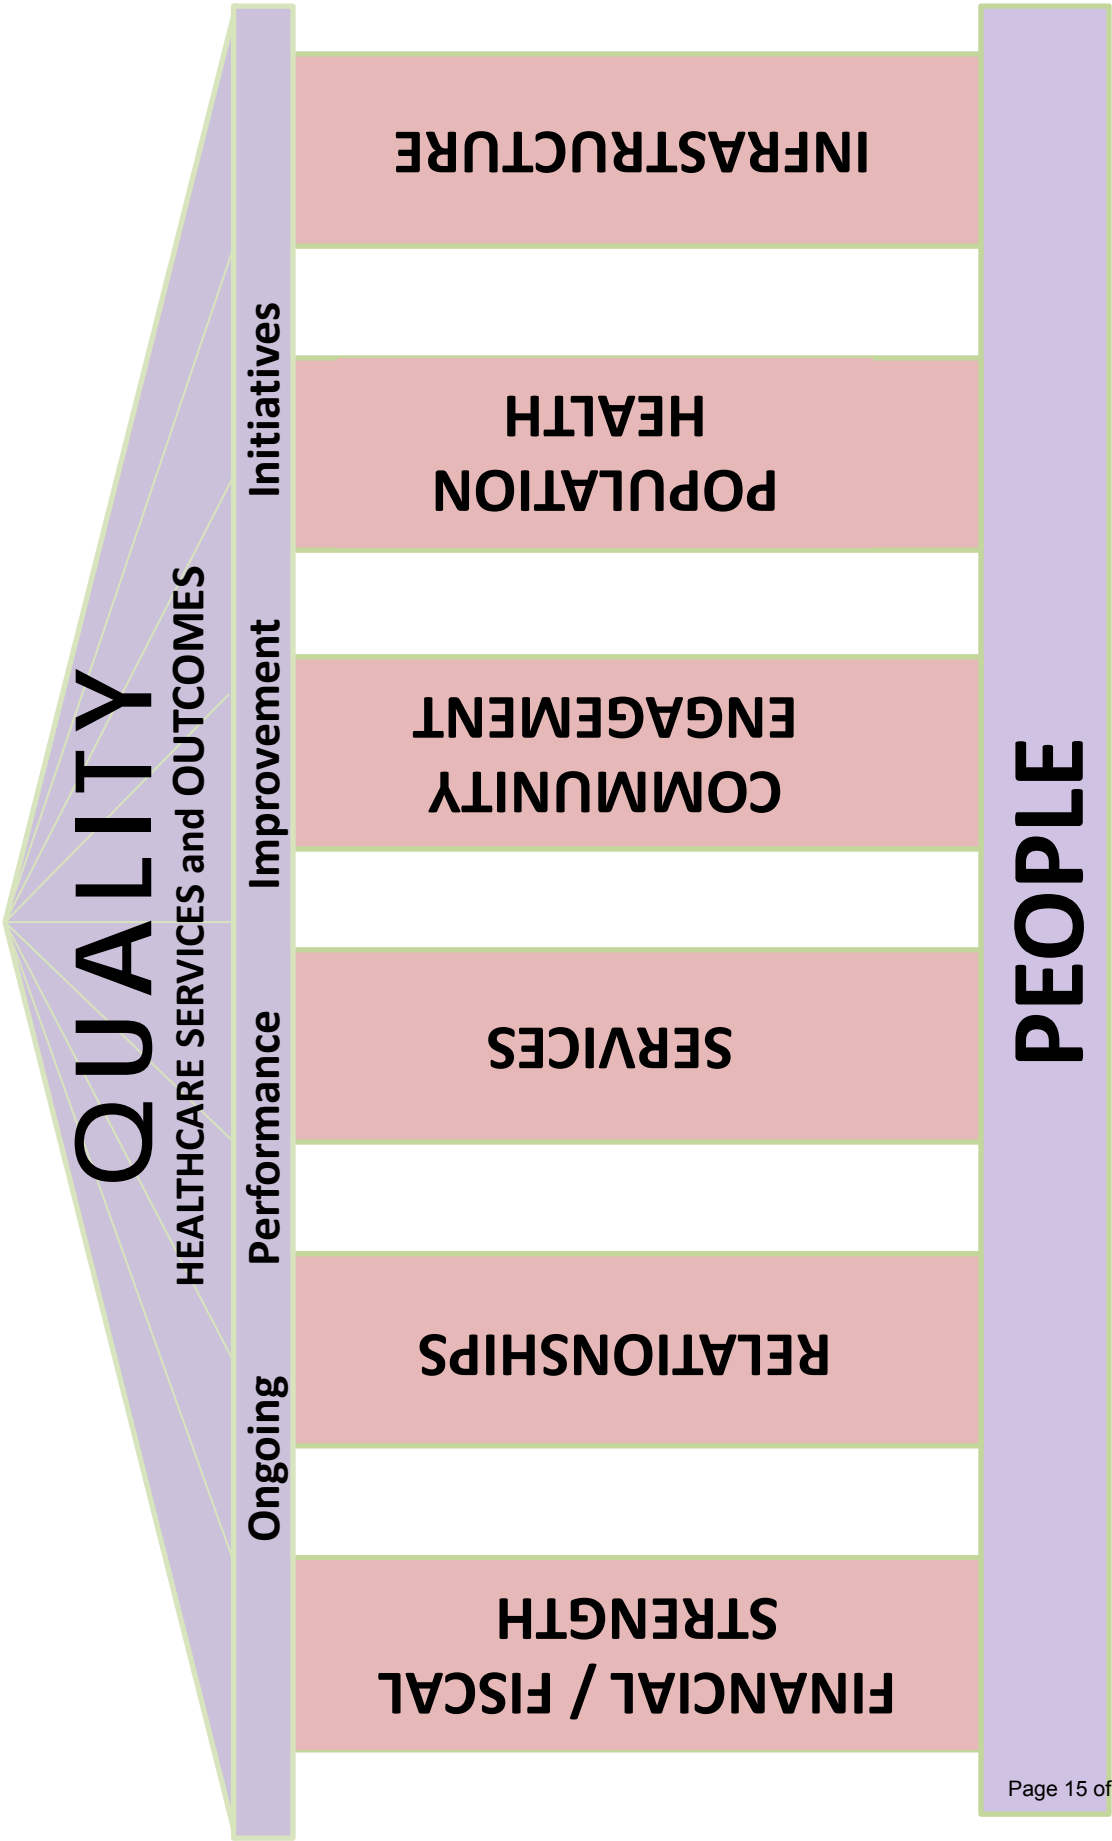 QUALITY
HEALTHCARE SERVICES and OUTCOMES
Ongoing Performance Improvement Initiatives
FINANCIAL / FISCAL
STRENGTH
RELATIONSHIPS
SERVICES
COMMUNITY
ENGAGEMENT
POPULATION
HEALTH
INFRASTRUCTURE
PEOPLE
Page 15 of